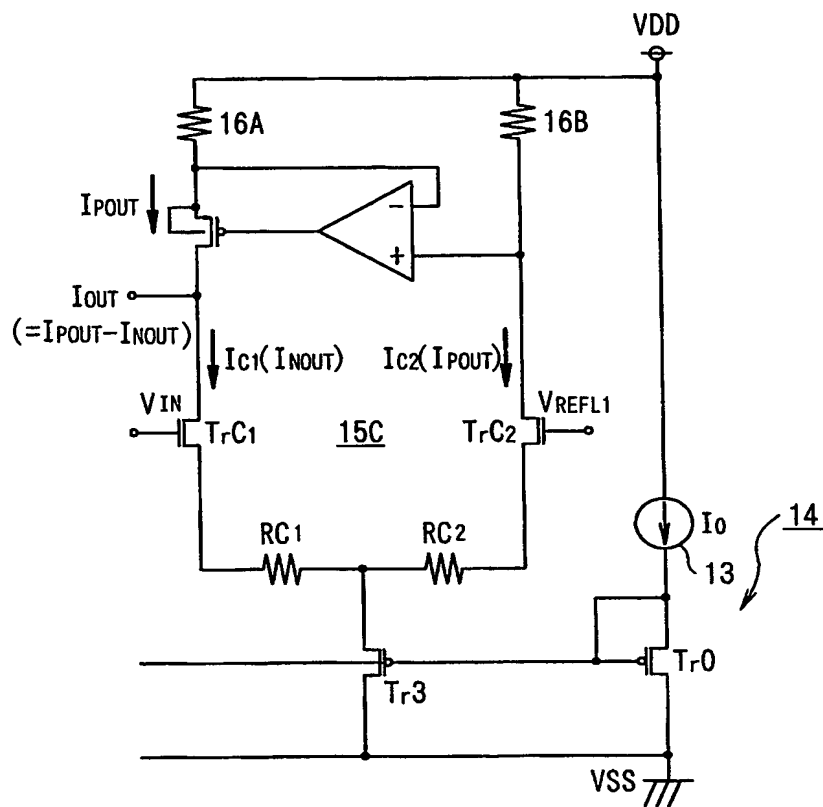 VDD
16A
16B
IPOUT
−
+
IOUT
(=IPOUT-INOUT)
IC1(INOUT)
IC2(IPOUT)
VIN
VREFL1
TrC1
15C
TrC2
I0
14
RC1
RC2
13
Tr3
Tr0
VSS